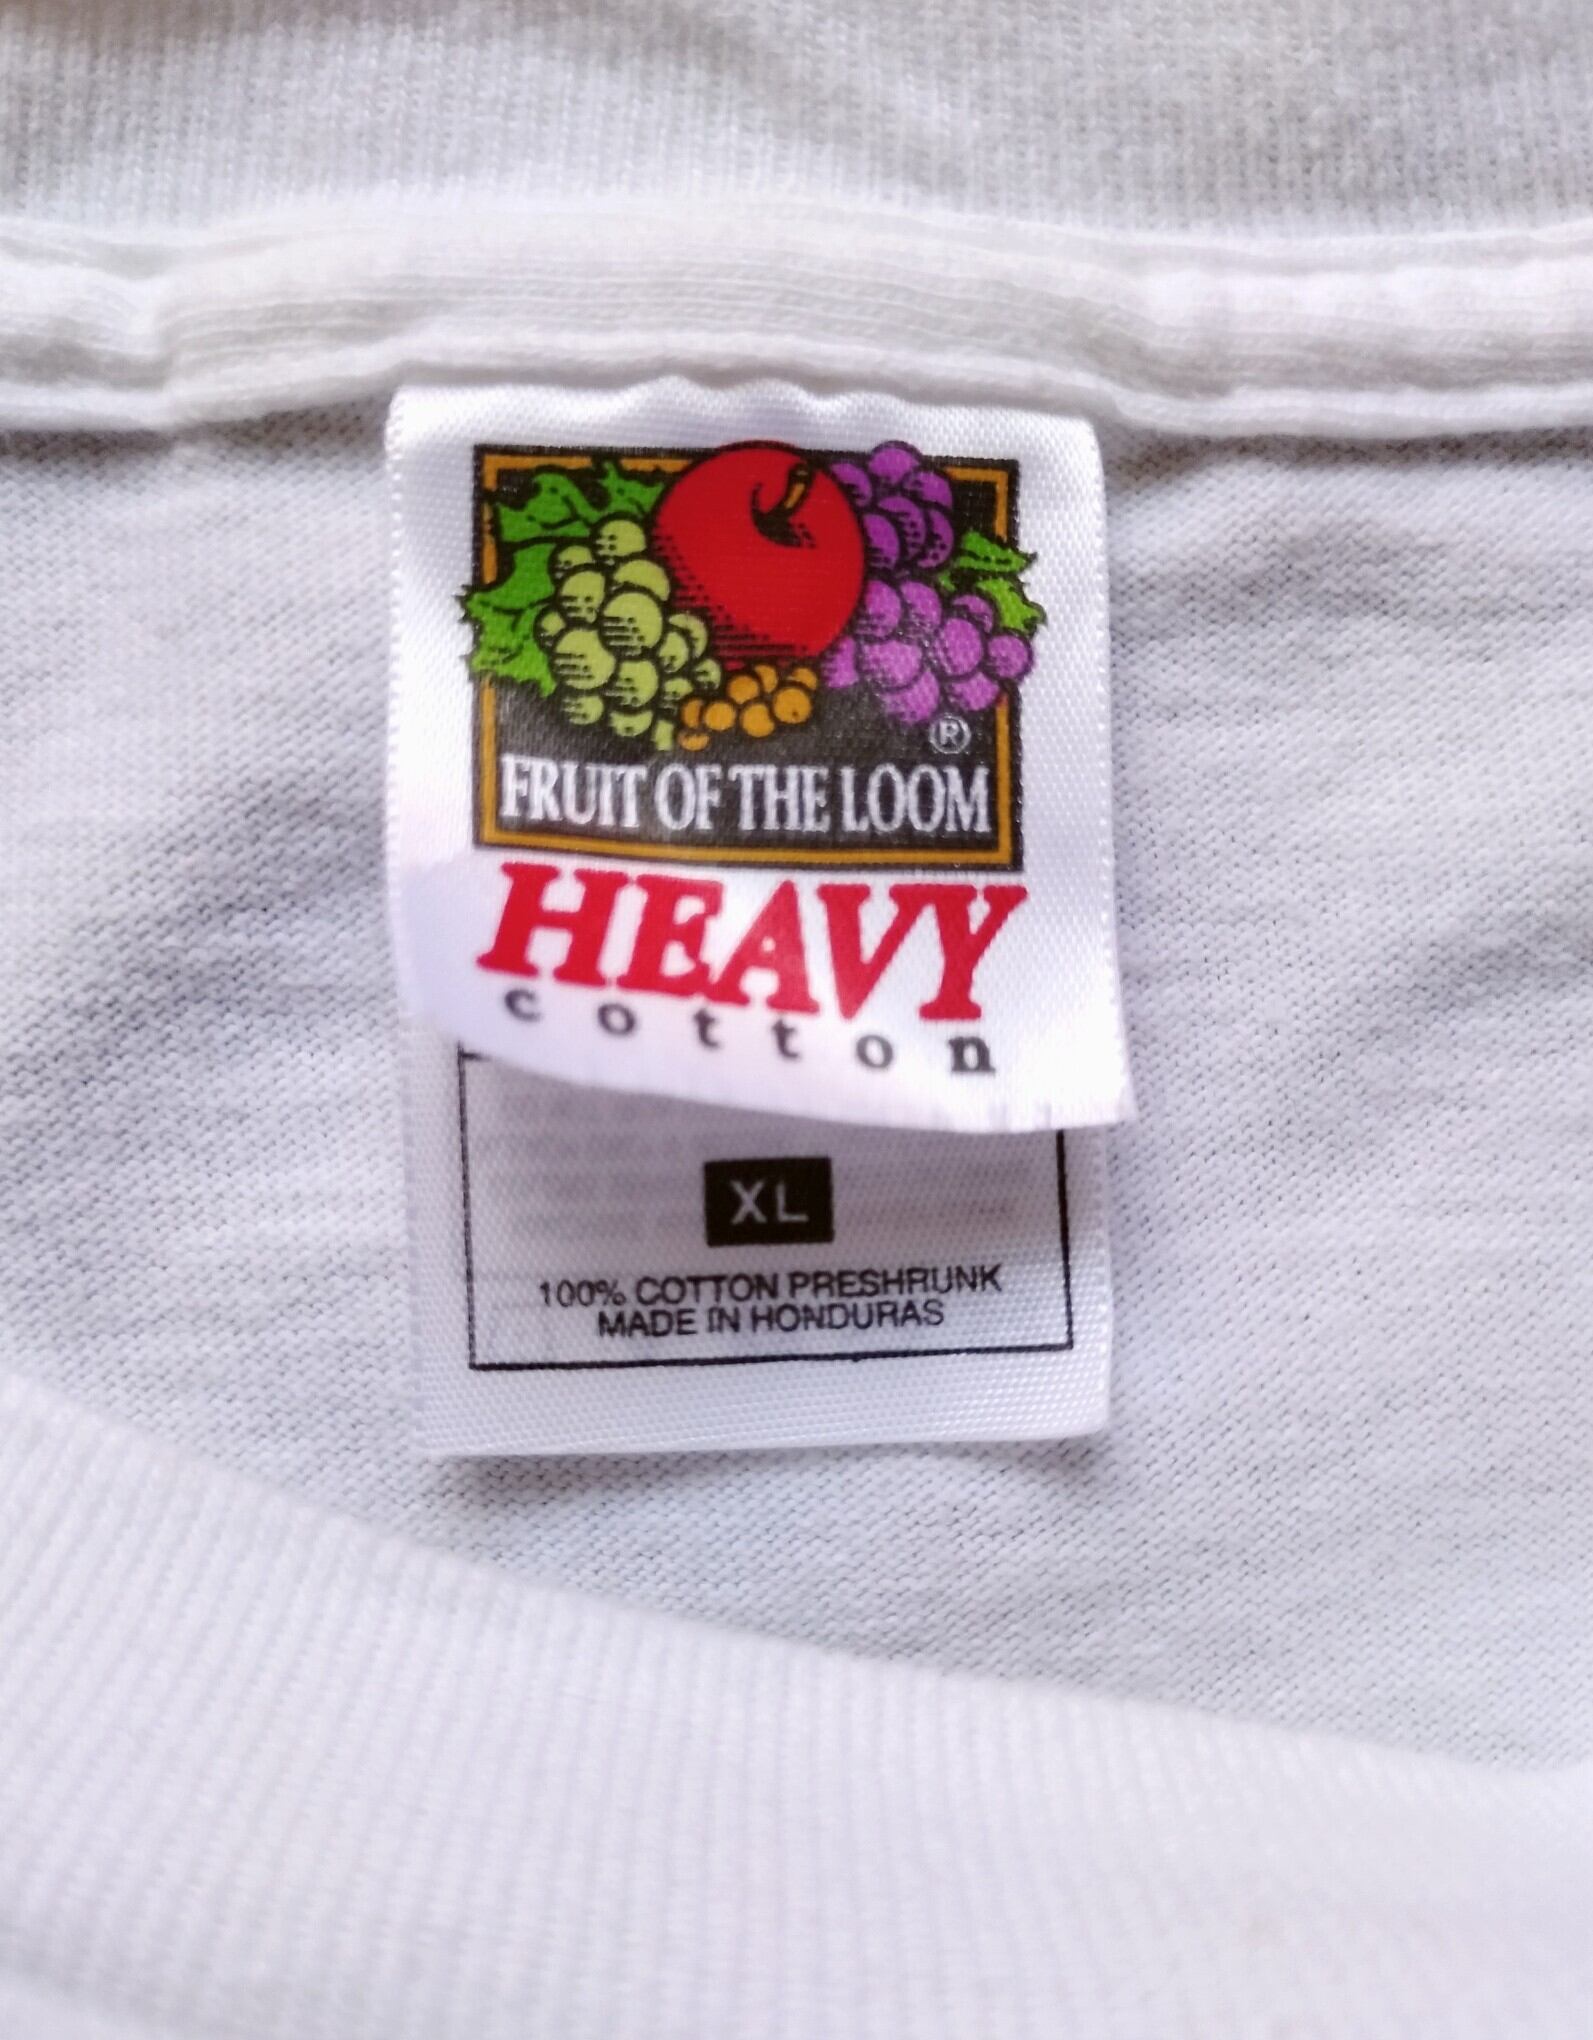 ®
FRUIT OF THE LOOM
HEAVY
cotton
XL
100% COTTON PRESHRUNK
MADE IN HONDURAS